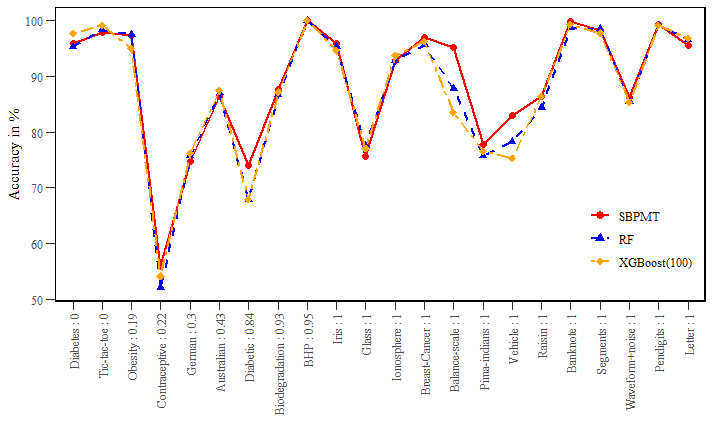 Accuracy in %
100
90
80
70
60
50
SBPMT
RF
XGBoost(100)
Diabetes : 0
Tic-tac-toe : 0
Obesity : 0.19
Contraceptive : 0.22
German : 0.3
Australian : 0.43
Diabetic : 0.84
Biodegradation : 0.93
BHP : 0.95
Iris : 1
Glass : 1
Ionosphere : 1
Breast-Cancer : 1
Balance-scale : 1
Pima-indians : 1
Vehicle : 1
Raisin : 1
Banknote : 1
Segments : 1
Waveform+noise : 1
Pendigits : 1
Letter : 1